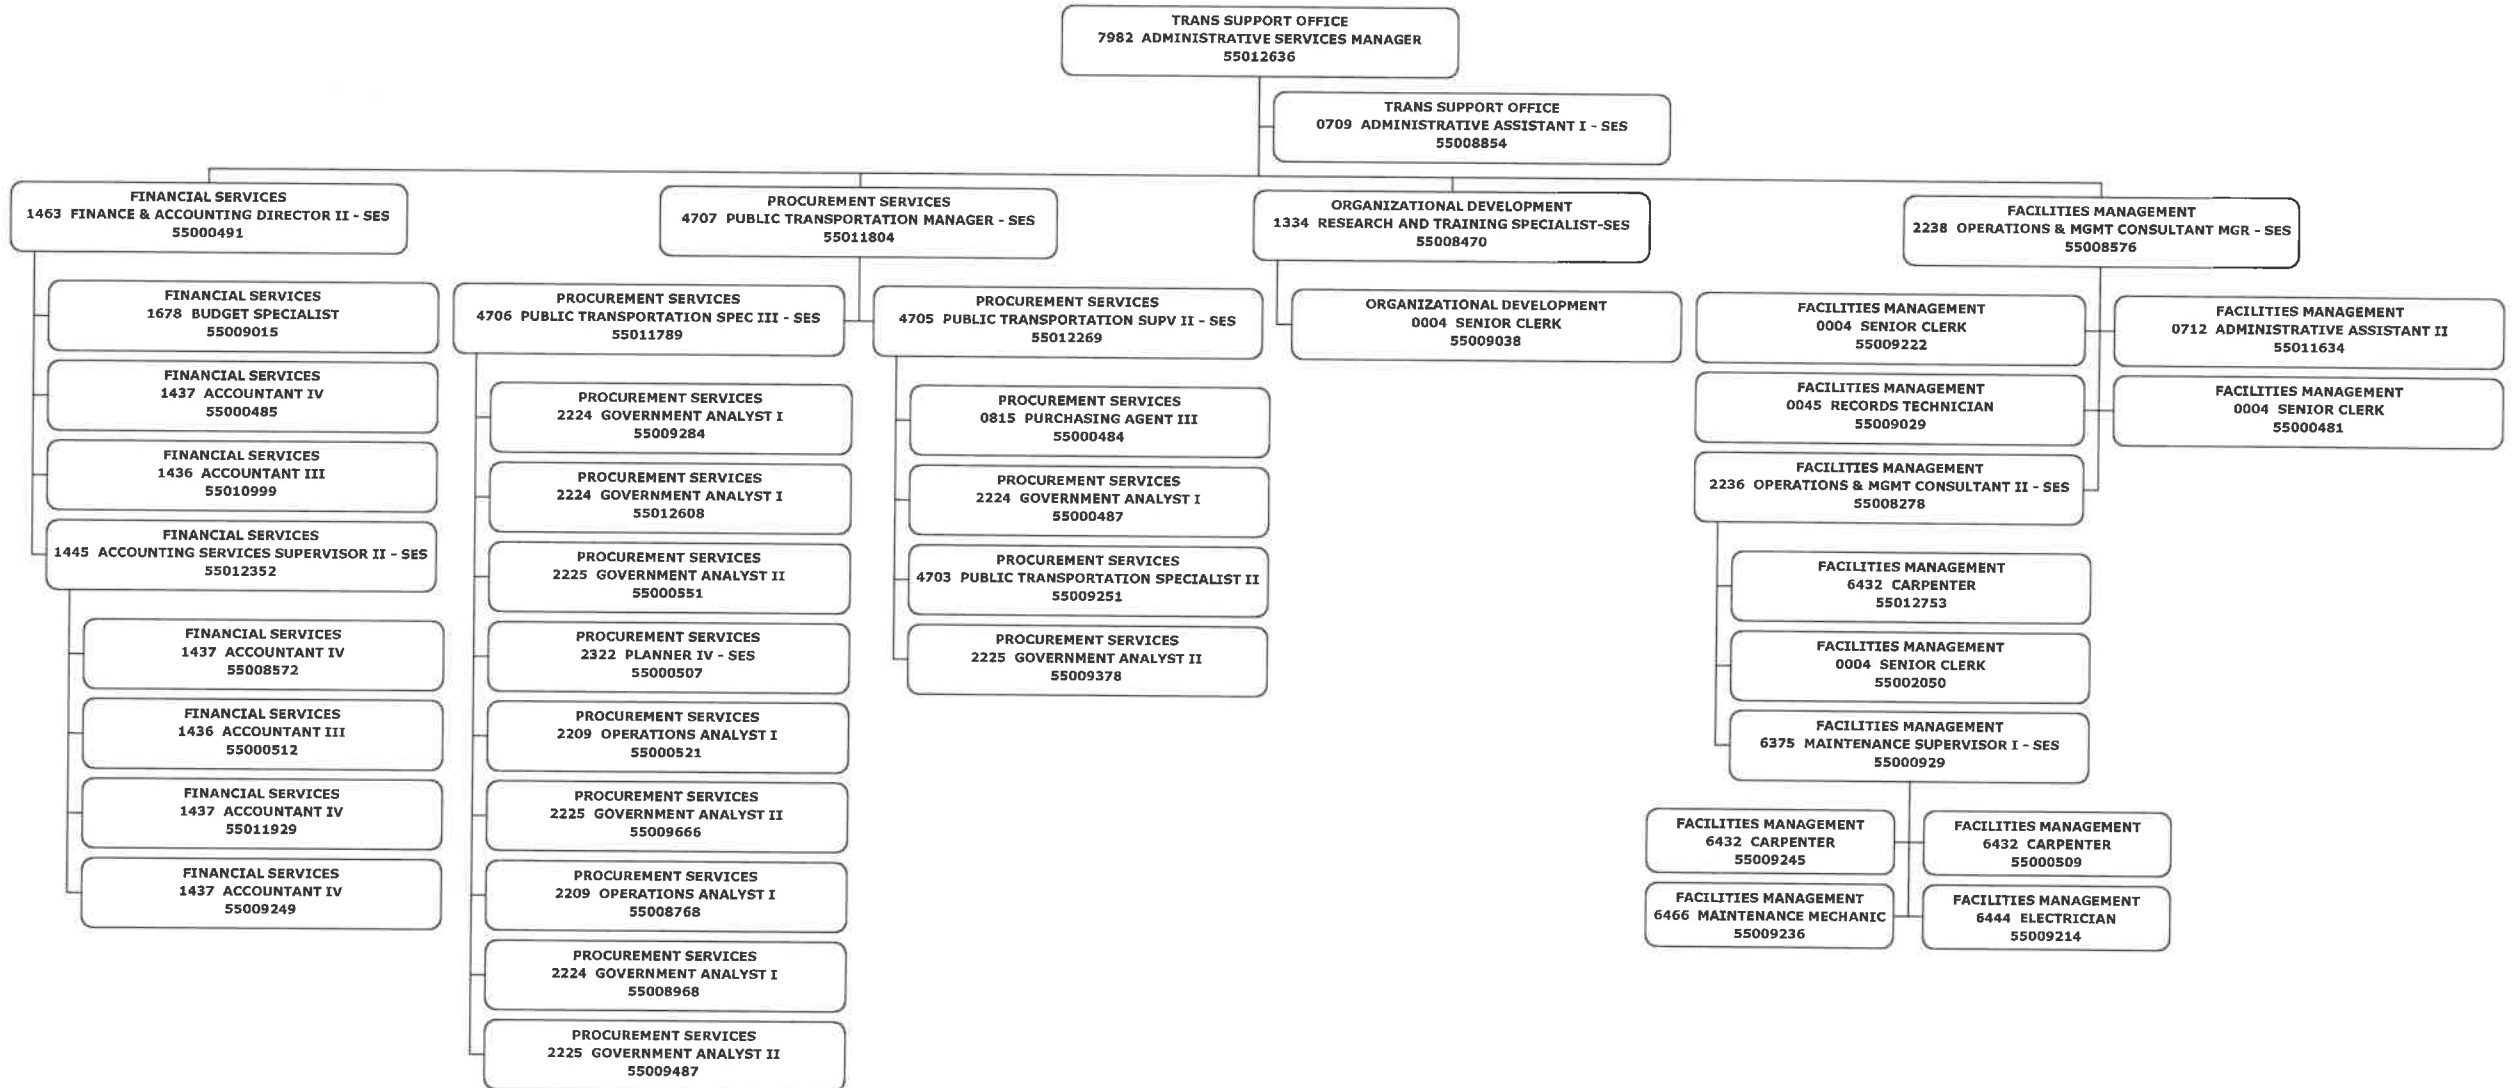 TRANS SUPPORT OFFICE
7982 ADMINISTRATIVE SERVICES MANAGER
55012636
TRANS SUPPORT OFFICE
0709 ADMINISTRATIVE ASSISTANT I - SES
55008854
FINANCIAL SERVICES
1463 FINANCE & ACCOUNTING DIRECTOR II - SES
55000491
FINANCIAL SERVICES
1678 BUDGET SPECIALIST
55009015
FINANCIAL SERVICES
1437 ACCOUNTANT IV
55000485
FINANCIAL SERVICES
1436 ACCOUNTANT III
55010999
FINANCIAL SERVICES
1445 ACCOUNTING SERVICES SUPERVISOR II - SES
55012352
FINANCIAL SERVICES
1437 ACCOUNTANT IV
55008572
FINANCIAL SERVICES
1436 ACCOUNTANT III
55000512
FINANCIAL SERVICES
1437 ACCOUNTANT IV
55011929
FINANCIAL SERVICES
1437 ACCOUNTANT IV
55009249
PROCUREMENT SERVICES
4707 PUBLIC TRANSPORTATION MANAGER - SES
55011804
PROCUREMENT SERVICES
4706 PUBLIC TRANSPORTATION SPEC III - SES
55011789
PROCUREMENT SERVICES
2224 GOVERNMENT ANALYST I
55009284
PROCUREMENT SERVICES
2224 GOVERNMENT ANALYST I
55012608
PROCUREMENT SERVICES
2225 GOVERNMENT ANALYST II
55000551
PROCUREMENT SERVICES
2322 PLANNER IV - SES
55000507
PROCUREMENT SERVICES
2209 OPERATIONS ANALYST I
55000521
PROCUREMENT SERVICES
2225 GOVERNMENT ANALYST II
55009666
PROCUREMENT SERVICES
2209 OPERATIONS ANALYST I
55008768
PROCUREMENT SERVICES
2224 GOVERNMENT ANALYST I
55008968
PROCUREMENT SERVICES
2225 GOVERNMENT ANALYST II
55009487
PROCUREMENT SERVICES
4705 PUBLIC TRANSPORTATION SUPV II - SES
55012269
PROCUREMENT SERVICES
0815 PURCHASING AGENT III
55000484
PROCUREMENT SERVICES
2224 GOVERNMENT ANALYST I
55000487
PROCUREMENT SERVICES
4703 PUBLIC TRANSPORTATION SPECIALIST II
55009251
PROCUREMENT SERVICES
2225 GOVERNMENT ANALYST II
55009378
ORGANIZATIONAL DEVELOPMENT
1334 RESEARCH AND TRAINING SPECIALIST-SES
55008470
ORGANIZATIONAL DEVELOPMENT
0004 SENIOR CLERK
55009038
FACILITIES MANAGEMENT
2238 OPERATIONS & MGMT CONSULTANT MGR - SES
55008576
FACILITIES MANAGEMENT
0004 SENIOR CLERK
55009222
FACILITIES MANAGEMENT
0712 ADMINISTRATIVE ASSISTANT II
55011634
FACILITIES MANAGEMENT
0045 RECORDS TECHNICIAN
55009029
FACILITIES MANAGEMENT
0004 SENIOR CLERK
55000481
FACILITIES MANAGEMENT
2236 OPERATIONS & MGMT CONSULTANT II - SES
55008278
FACILITIES MANAGEMENT
6432 CARPENTER
55012753
FACILITIES MANAGEMENT
0004 SENIOR CLERK
55002050
FACILITIES MANAGEMENT
6375 MAINTENANCE SUPERVISOR I - SES
55000929
FACILITIES MANAGEMENT
6432 CARPENTER
55009245
FACILITIES MANAGEMENT
6432 CARPENTER
55000509
FACILITIES MANAGEMENT
6466 MAINTENANCE MECHANIC
55009236
FACILITIES MANAGEMENT
6444 ELECTRICIAN
55009214